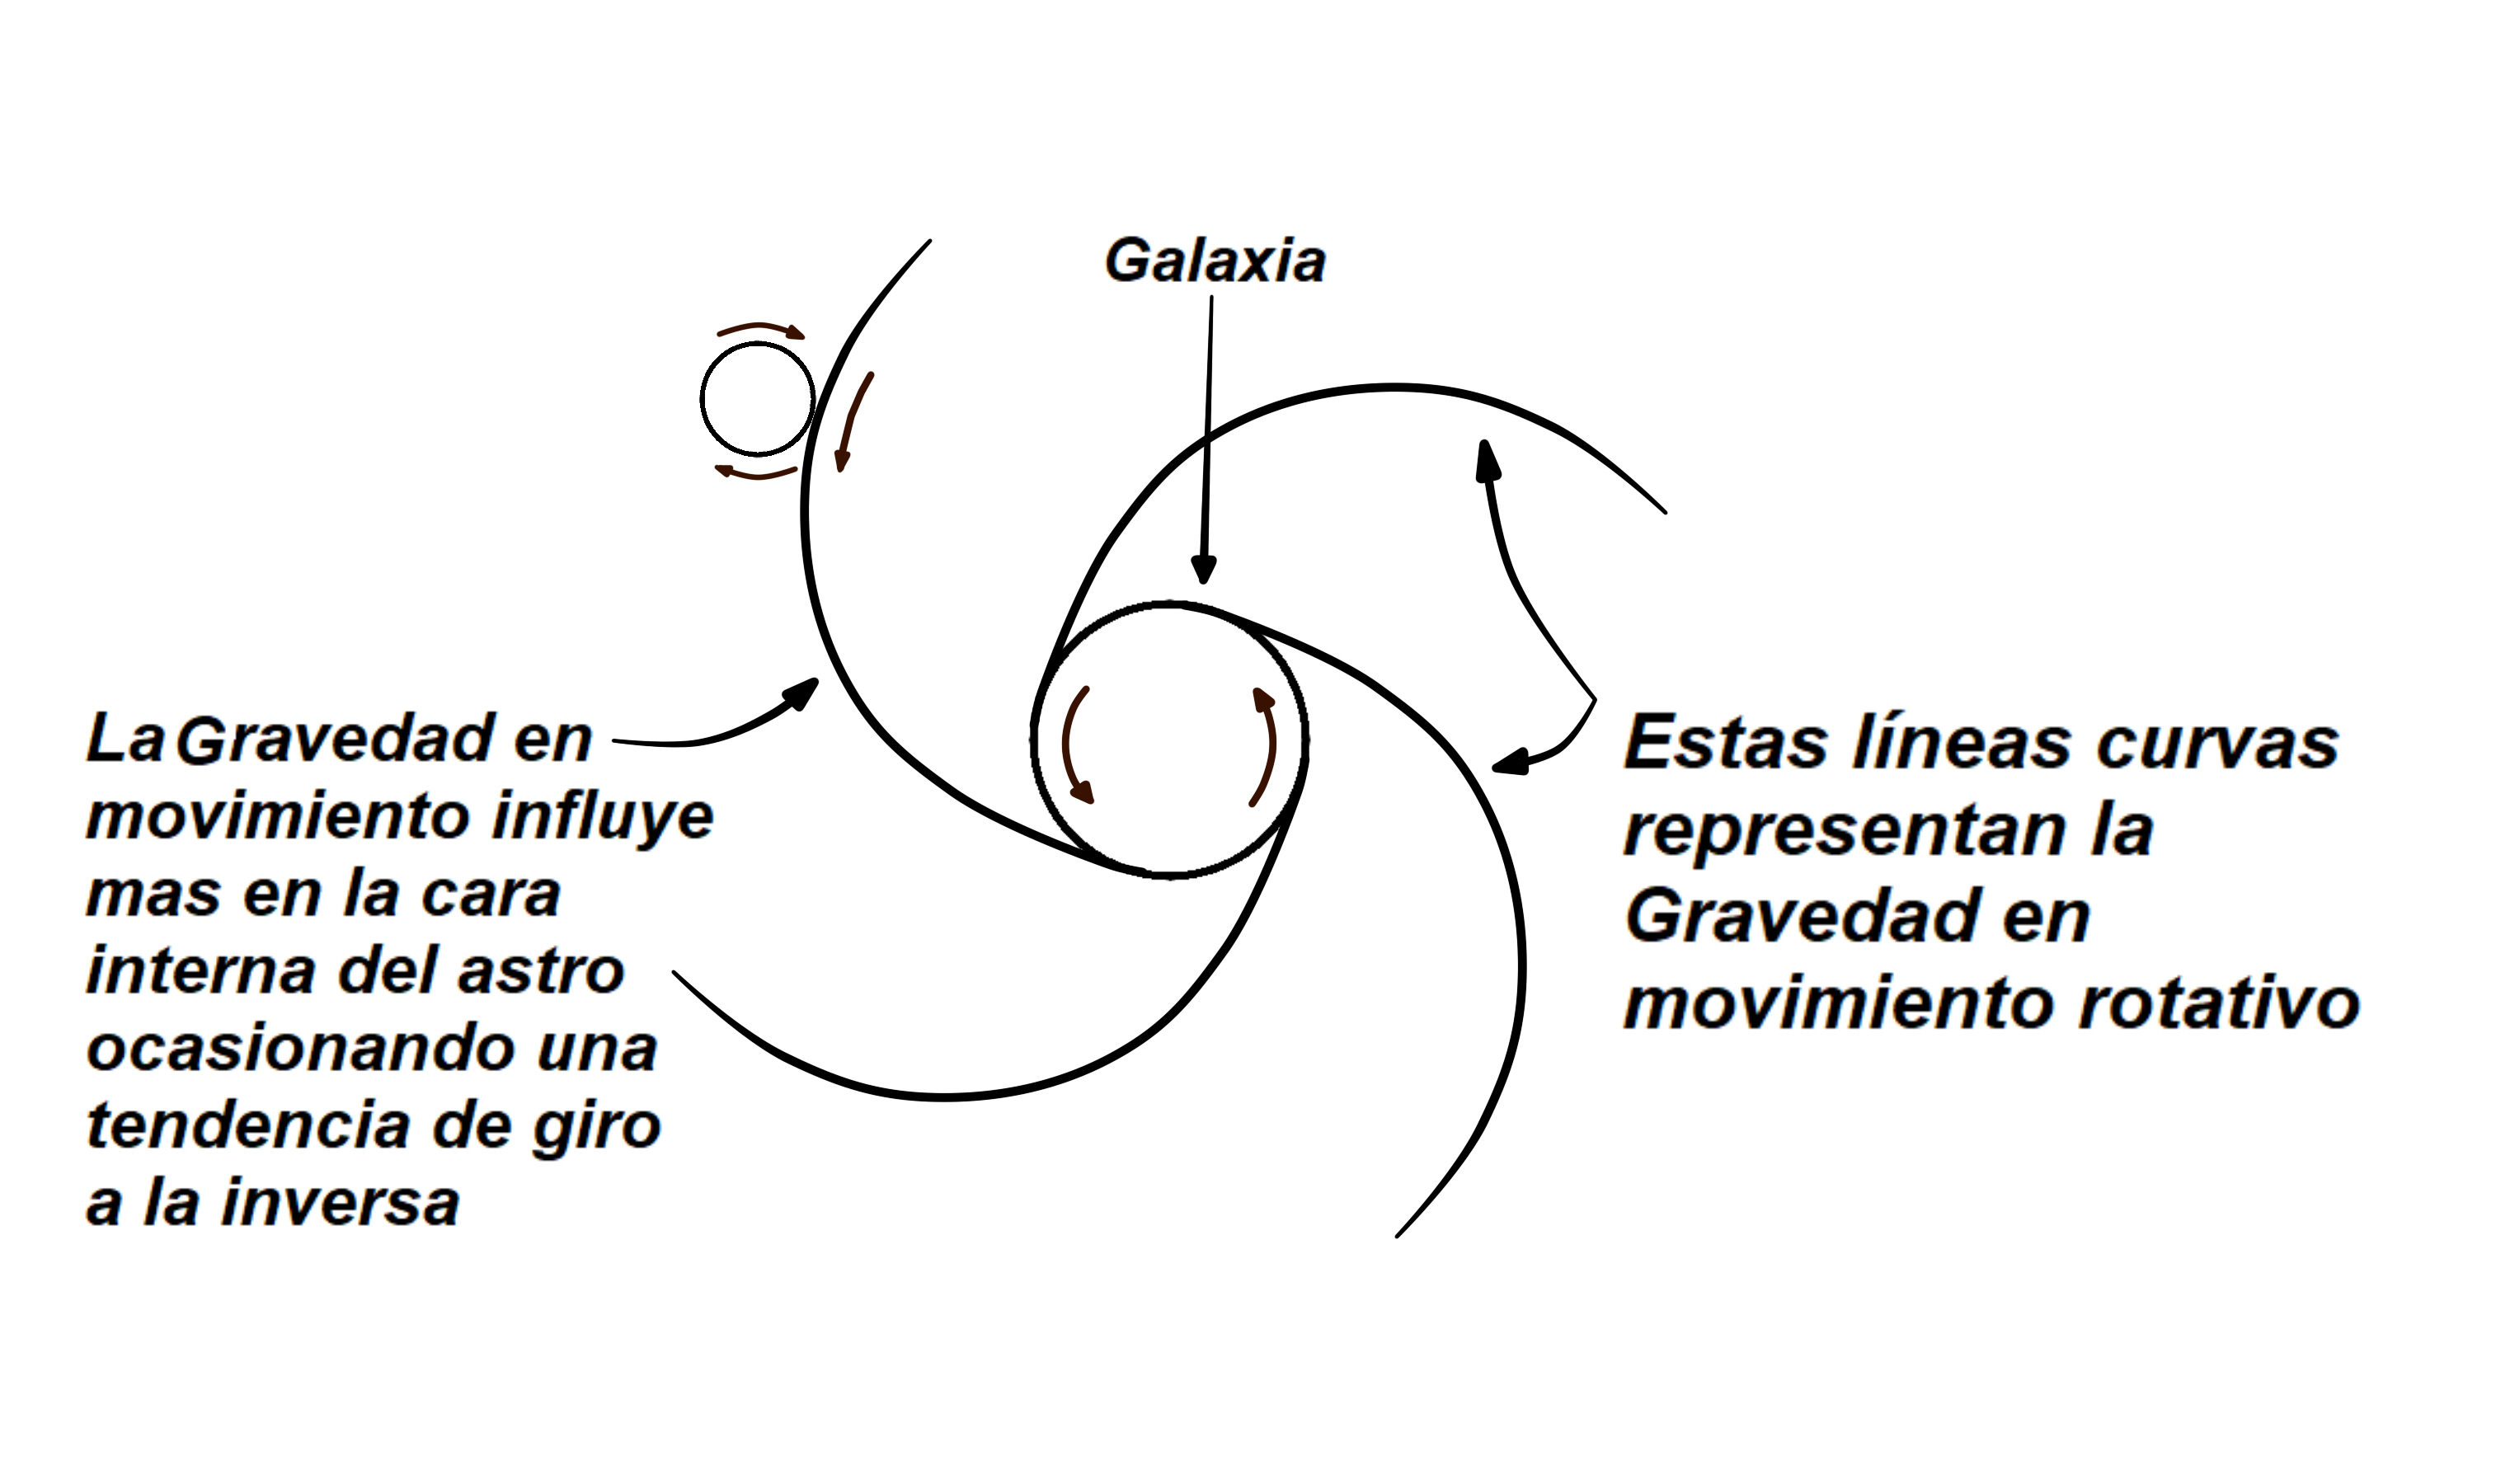 Galaxia
La Gravedad en
movimiento influye
mas en la cara
interna del astro
ocasionando una
tendencia de giro
a la inversa
Estas líneas curvas
representan la
Gravedad en
movimiento rotativo